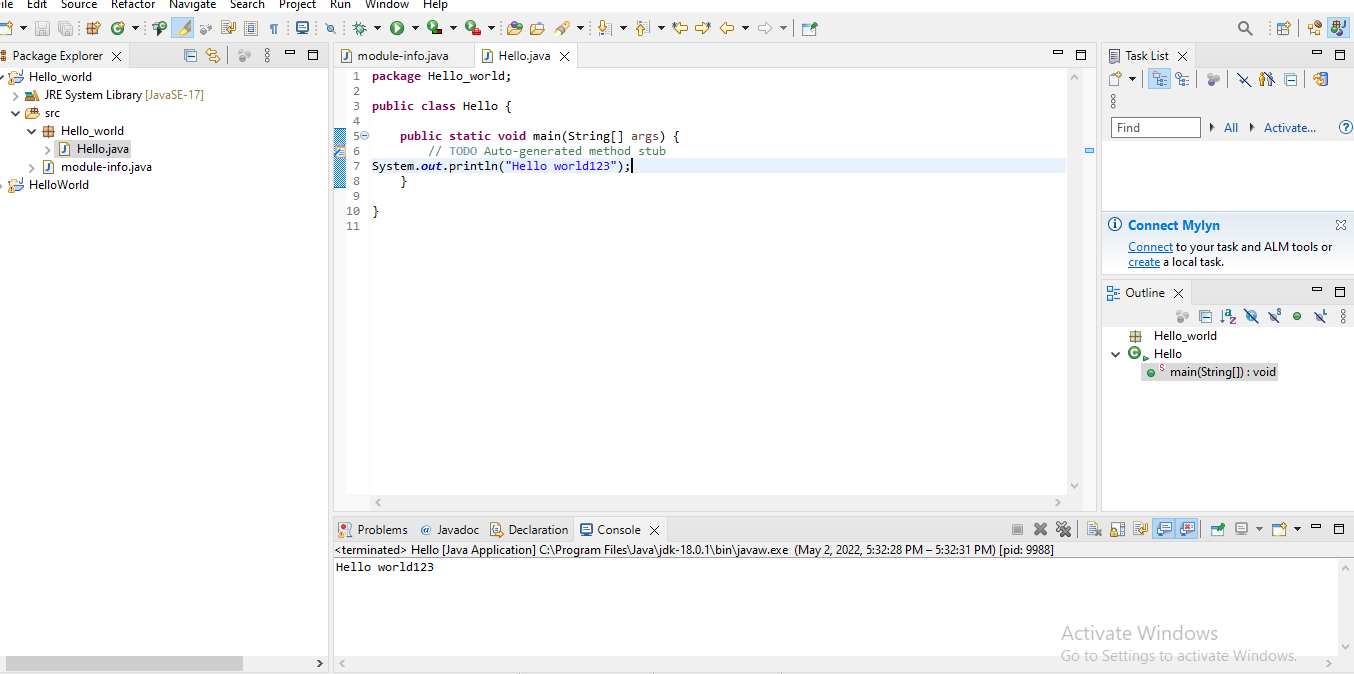 ile Edit Source Refactor Navigate Search Project Run Window Help
Package Explorer
Hello_world
JRE System Library [JavaSE-17]
src
Hello_world
Hello.java
module-info.java
HelloWorld
module-info.java Hello.java
1 package Hello_world;
2
3 public class Hello {
4
5 public static void main(String[] args) {
6 // TODO Auto-generated method stub
7 System.out.println("Hello world123");
8 }
9
10 }
11
Task List
Find All Activate...
Connect Mylyn
Connect to your task and ALM tools or
create a local task.
Outline
Hello_world
Hello
main(String[]) : void
Problems @ Javadoc Declaration Console
<terminated> Hello [Java Application] C:\Program Files\Java\jdk-18.0.1\bin\javaw.exe (May 2, 2022, 5:32:28 PM – 5:32:31 PM) [pid: 9988]
Hello world123
Activate Windows
Go to Settings to activate Windows.